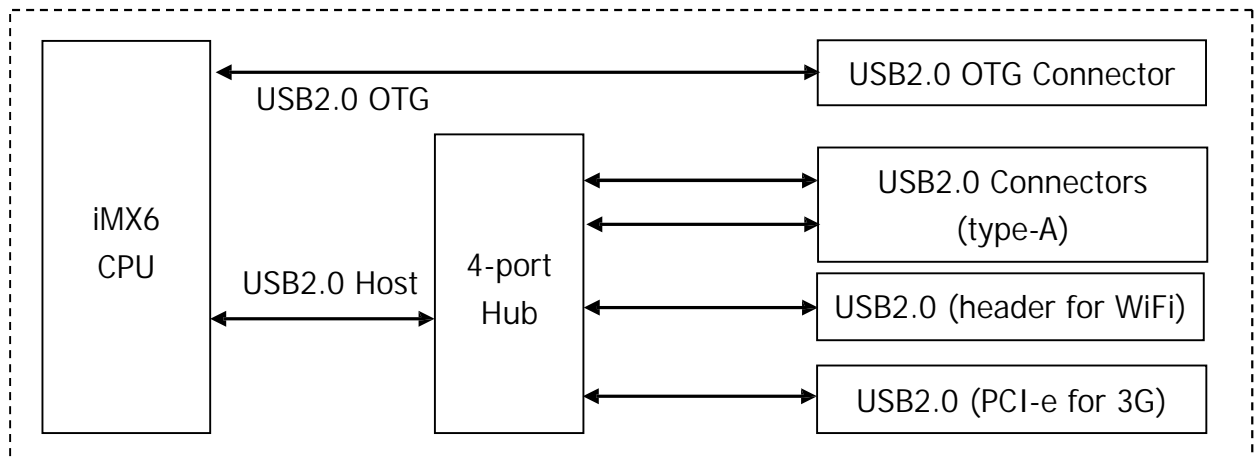 USB2.0 OTG Connector
USB2.0 OTG
USB2.0 Connectors
(type-A)
iMX6
CPU
4-port
Hub
USB2.0 Host
USB2.0 (header for WiFi)
USB2.0 (PCI-e for 3G)